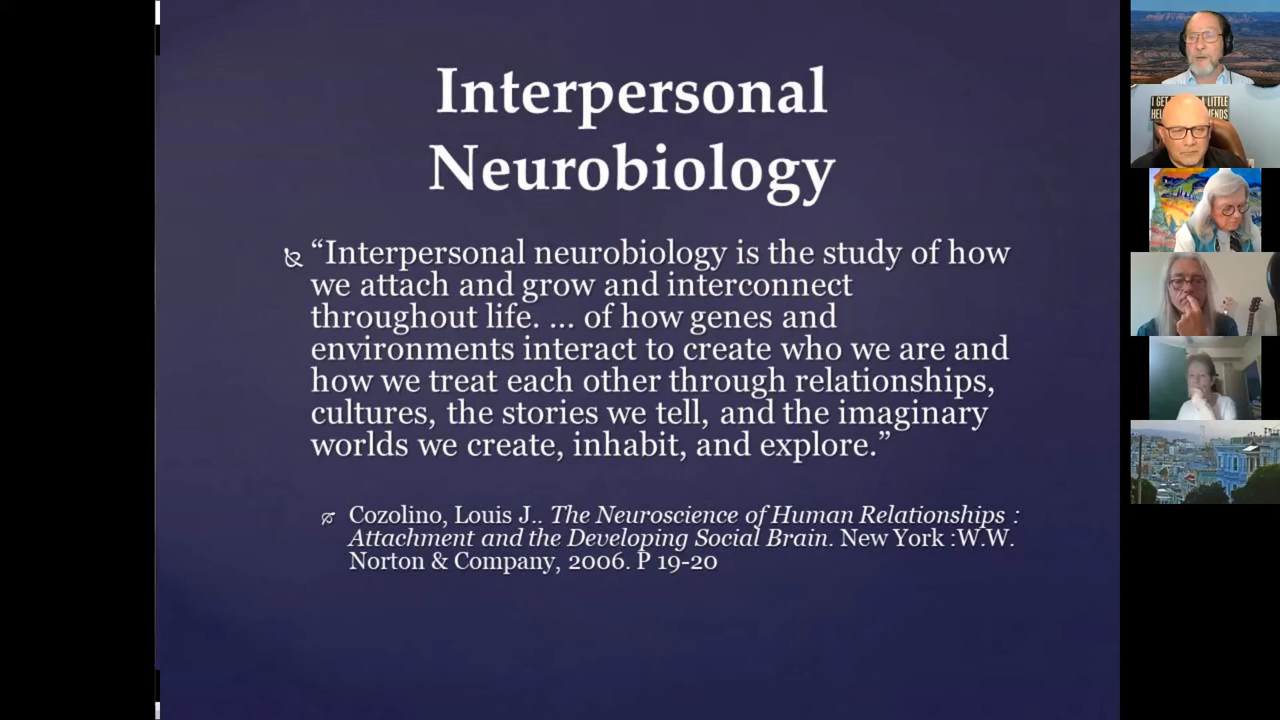 Interpersonal
Neurobiology
“Interpersonal neurobiology is the study of how
we attach and grow and interconnect
throughout life. ... of how genes and
environments interact to create who we are and
how we treat each other through relationships,
cultures, the stories we tell, and the imaginary
worlds we create, inhabit, and explore.”
Cozolino, Louis J.. The Neuroscience of Human Relationships :
Attachment and the Developing Social Brain. New York :W.W.
Norton & Company, 2006. P 19-20
I GET LITTLE